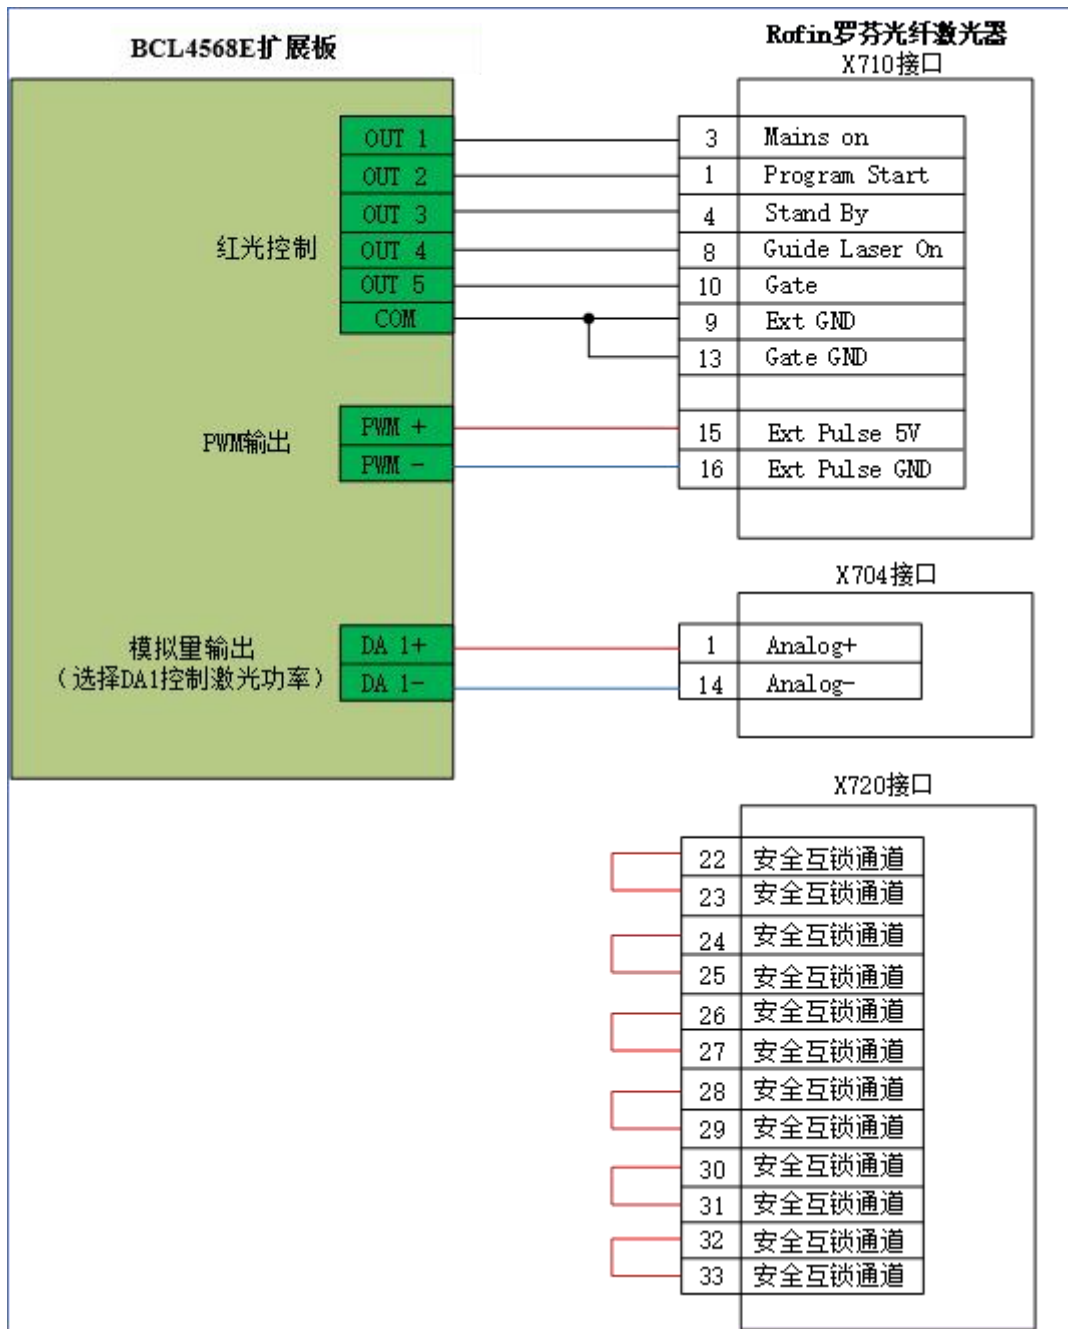 BCL4568E扩展板
Rofin罗芬光纤激光器
X710接口
OUT 1
3
Mains on
OUT 2
1
Program Start
OUT 3
4
Stand By
红光控制
OUT 4
8
Guide Laser On
OUT 5
10
Gate
COM
9
Ext GND
13
Gate GND
PWM输出
PWM +
15
Ext Pulse 5V
PWM -
16
Ext Pulse GND
X704接口
模拟量输出
(选择DA1控制激光功率)
DA 1+
1
Analog+
DA 1-
14
Analog-
X720接口
22
安全互锁通道
23
安全互锁通道
24
安全互锁通道
25
安全互锁通道
26
安全互锁通道
27
安全互锁通道
28
安全互锁通道
29
安全互锁通道
30
安全互锁通道
31
安全互锁通道
32
安全互锁通道
33
安全互锁通道